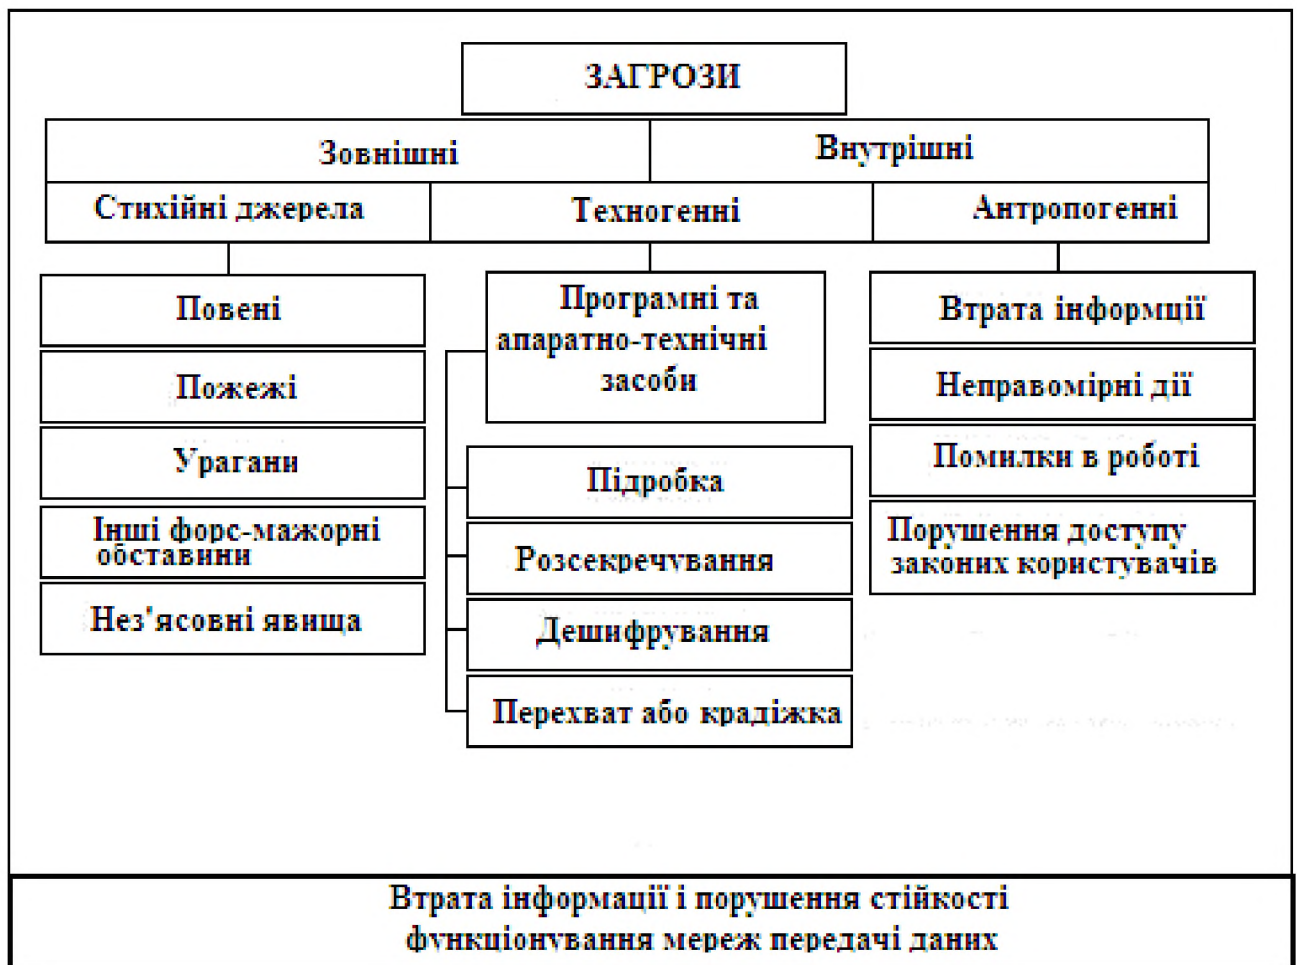 ЗАГРОЗИ
Зовнішні
Внутрішні
Стихійні джерела
Техногенні
Антропогенні
Повені
Пожежі
Урагани
Інші форс-мажорні
обставини
Нез'ясовні явища
Програмні та
апаратно-технічні
засоби
Підробка
Розсекречування
Дешифрування
Перехват або крадіжка
Втрата інформції
Неправомірні дії
Помилки в роботі
Порушення доступу
законих користувачів
Втрата інформації і порушення стійкості
функціонування мереж передачі даних